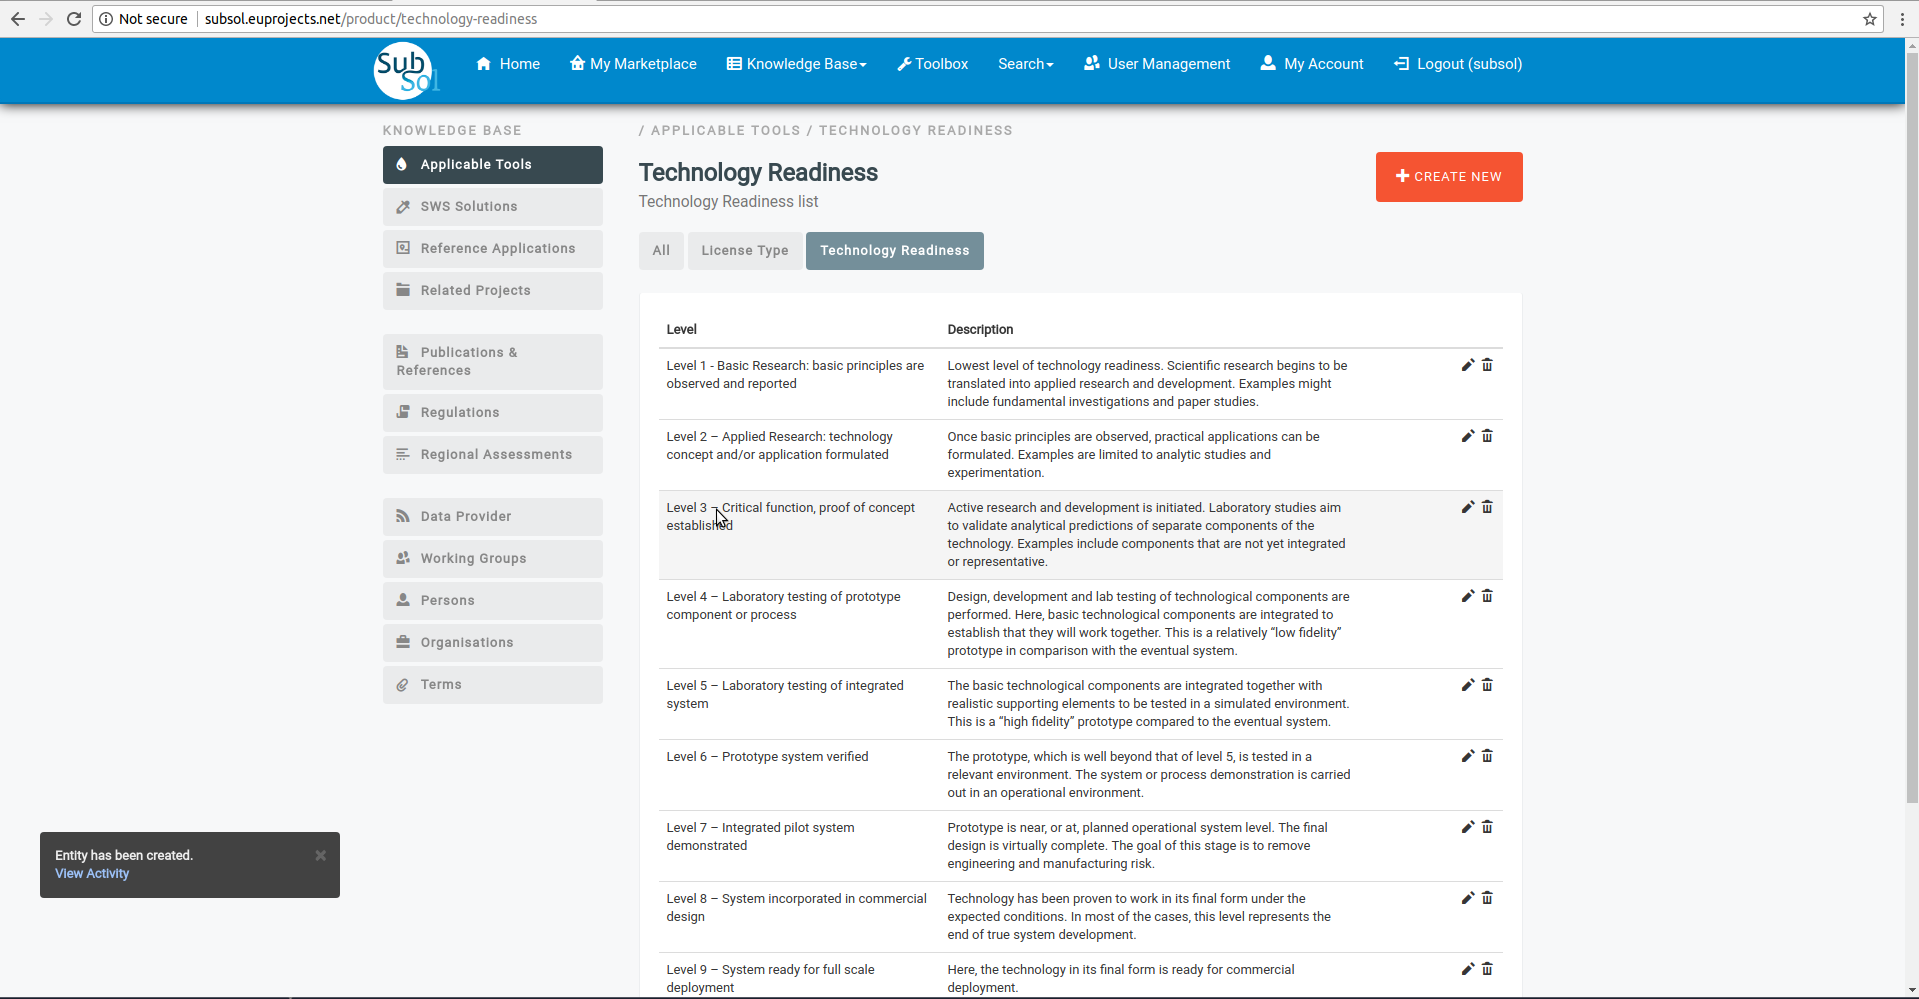 Not secure | subsol.euprojects.net/product/technology-readiness
Sub
Sol
Home
My Marketplace
Knowledge Base
Toolbox
Search
User Management
My Account
Logout (subsol)
KNOWLEDGE BASE
Applicable Tools
SWS Solutions
Reference Applications
Related Projects
Publications &
References
Regulations
Regional Assessments
Data Provider
Working Groups
Persons
Organisations
Terms
/ APPLICABLE TOOLS / TECHNOLOGY READINESS
Technology Readiness
Technology Readiness list
CREATE NEW
All
License Type
Technology Readiness
Level
Description
Level 1 - Basic Research: basic principles are
observed and reported
Lowest level of technology readiness. Scientific research begins to be
translated into applied research and development. Examples might
include fundamental investigations and paper studies.
Level 2 – Applied Research: technology
concept and/or application formulated
Once basic principles are observed, practical applications can be
formulated. Examples are limited to analytic studies and
experimentation.
Level 3 – Critical function, proof of concept
established
Active research and development is initiated. Laboratory studies aim
to validate analytical predictions of separate components of the
technology. Examples include components that are not yet integrated
or representative.
Level 4 – Laboratory testing of prototype
component or process
Design, development and lab testing of technological components are
performed. Here, basic technological components are integrated to
establish that they will work together. This is a relatively “low fidelity”
prototype in comparison with the eventual system.
Level 5 – Laboratory testing of integrated
system
The basic technological components are integrated together with
realistic supporting elements to be tested in a simulated environment.
This is a “high fidelity” prototype compared to the eventual system.
Level 6 – Prototype system verified
The prototype, which is well beyond that of level 5, is tested in a
relevant environment. The system or process demonstration is carried
out in an operational environment.
Level 7 – Integrated pilot system
demonstrated
Prototype is near, or at, planned operational system level. The final
design is virtually complete. The goal of this stage is to remove
engineering and manufacturing risk.
Level 8 – System incorporated in commercial
design
Technology has been proven to work in its final form under the
expected conditions. In most of the cases, this level represents the
end of true system development.
Level 9 – System ready for full scale
deployment
Here, the technology in its final form is ready for commercial
deployment.
Entity has been created.
View Activity